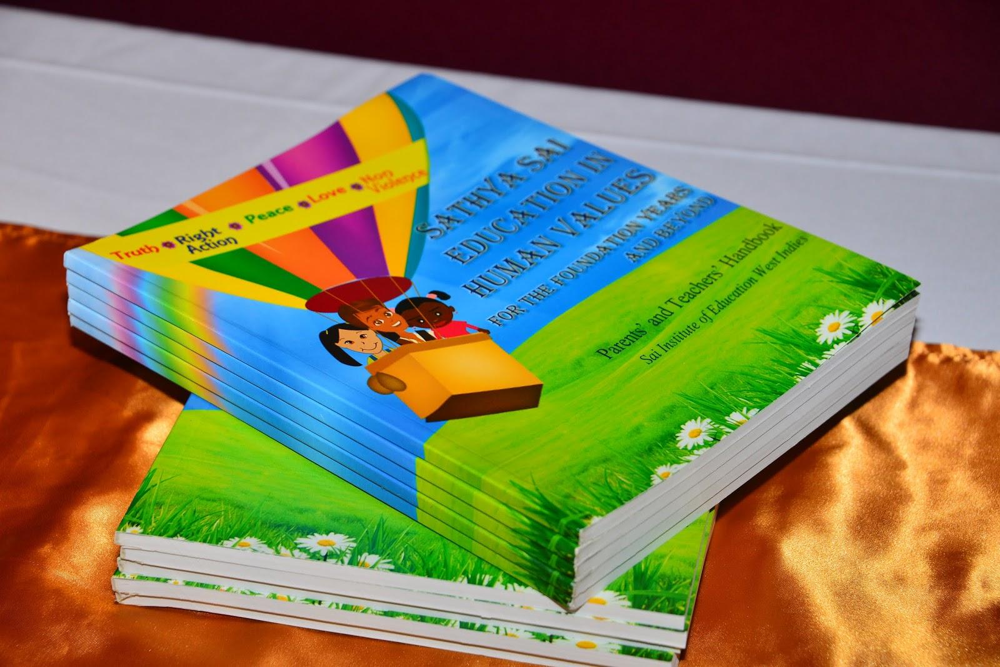 Truth Right Peace Love Non
Action Violence
SATHYA SAI
EDUCATION IN
HUMAN VALUES
FOR THE FOUNDATION YEARS
AND BEYOND
Parents' and Teachers' Handbook
Sai Institute of Education West Indies